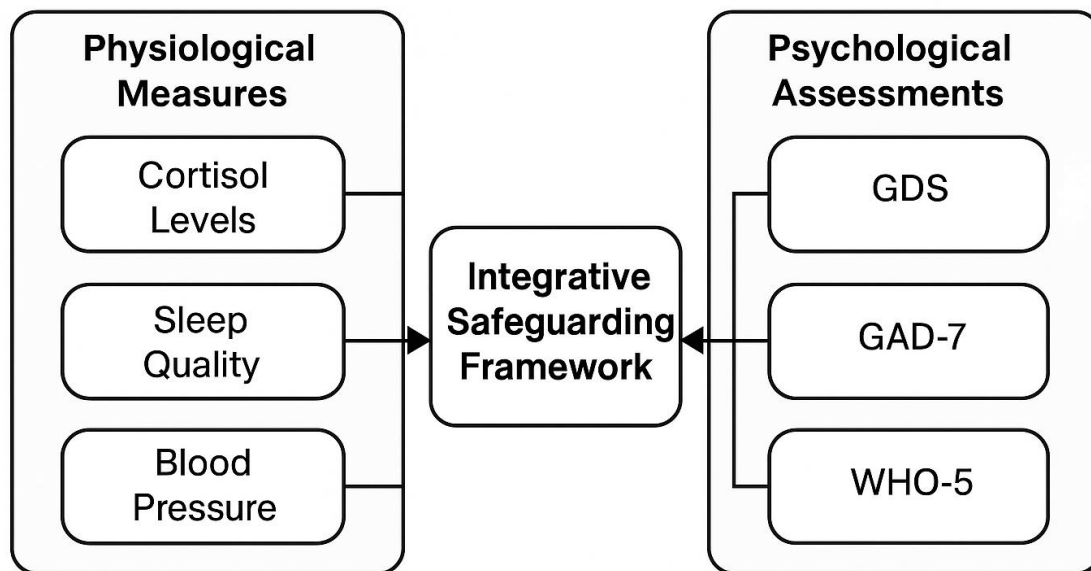 Physiological
Measures
Cortisol
Levels
Sleep
Quality
Blood
Pressure
Integrative
Safeguarding
Framework
Psychological
Assessments
GDS
GAD-7
WHO-5